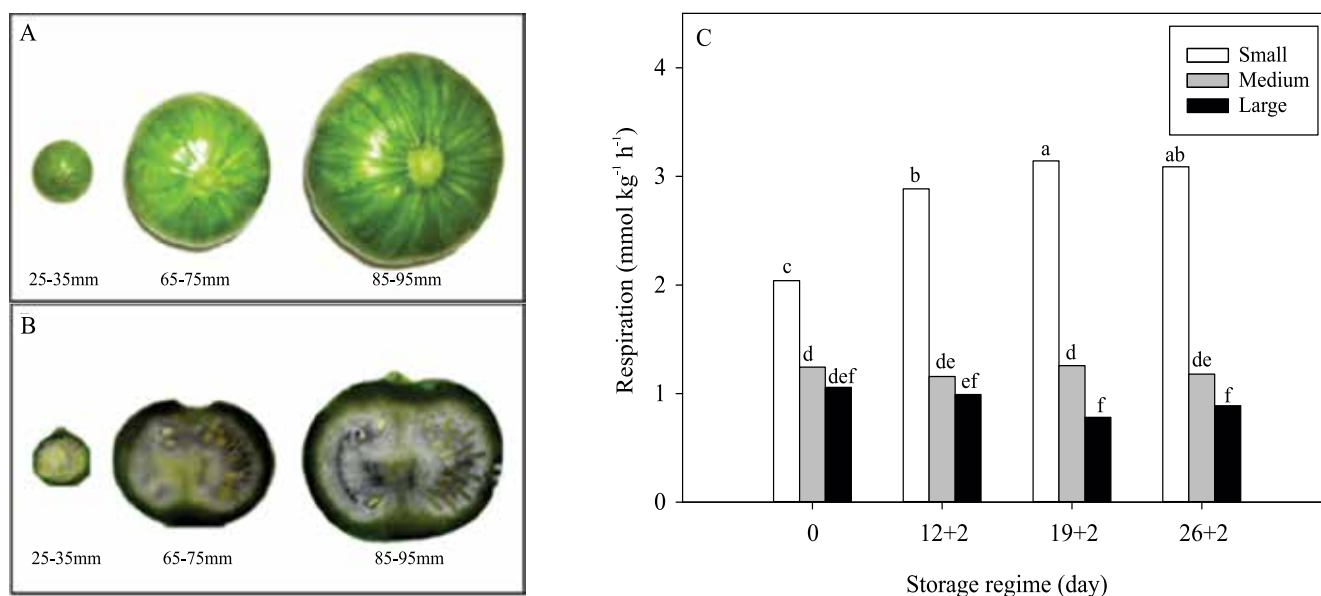 A
25-35mm
65-75mm
85-95mm
B
25-35mm
65-75mm
85-95mm
C
Small
Medium
Large
Respiration (mmol kg⁻¹ h⁻¹)
4
3
2
1
0
c
d
def
b
de
ef
a
d
f
ab
de
f
0
12+2
19+2
26+2
Storage regime (day)